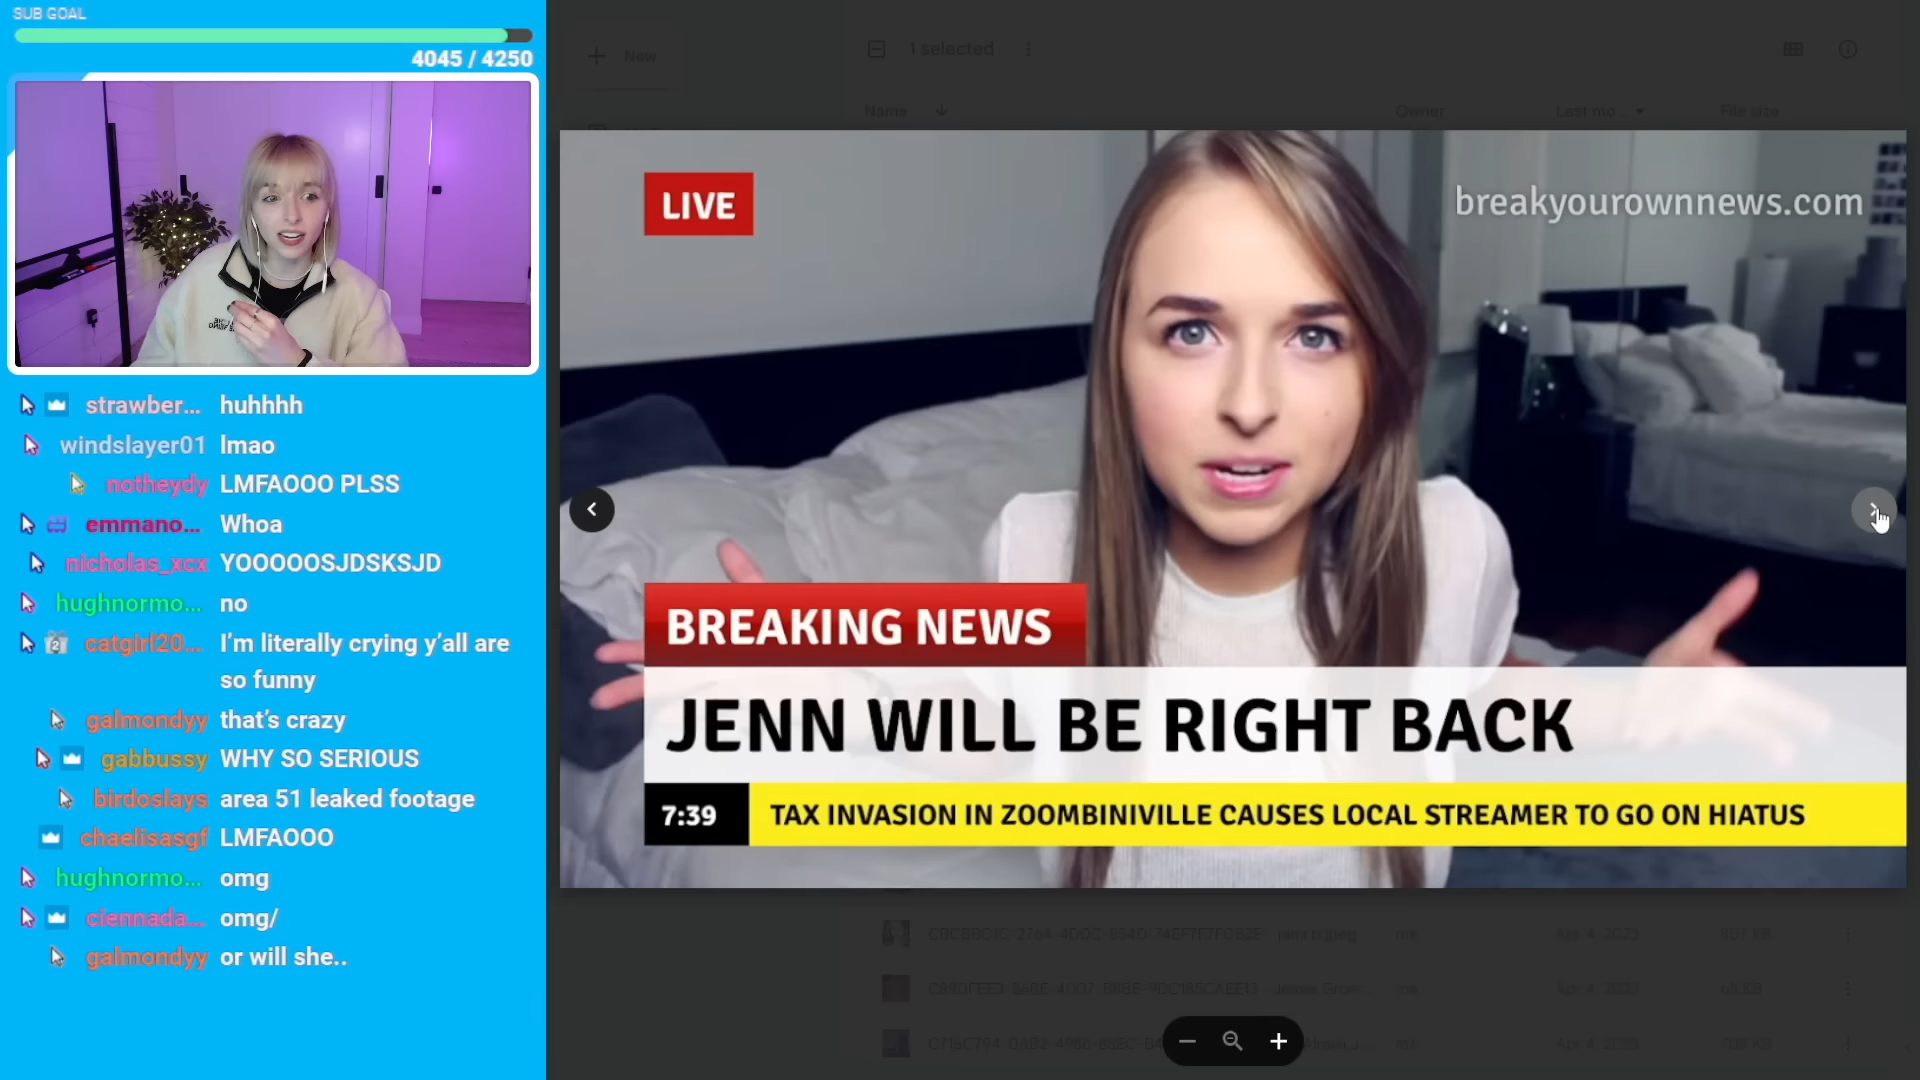 SUB GOAL
4045 / 4250
strawber... huhhhh
windslayer01 lmao
notheydy LMFAOOO PLSS
emmano... Whoa
nicholas_xcx YOOOOOSJDSKSJD
hughnormo... no
catgirl20... I’m literally crying y’all are
so funny
galmondyy that’s crazy
gabbussy WHY SO SERIOUS
birdoslays area 51 leaked footage
chaelisasgf LMFAOOO
hughnormo... omg
ciennada... omg/
galmondyy or will she..
New
1 selected
Name Owner Last mo... File size
LIVE
breakyourownnews.com
BREAKING NEWS
JENN WILL BE RIGHT BACK
7:39 TAX INVASION IN ZOOMBINIVILLE CAUSES LOCAL STREAMER TO GO ON HIATUS